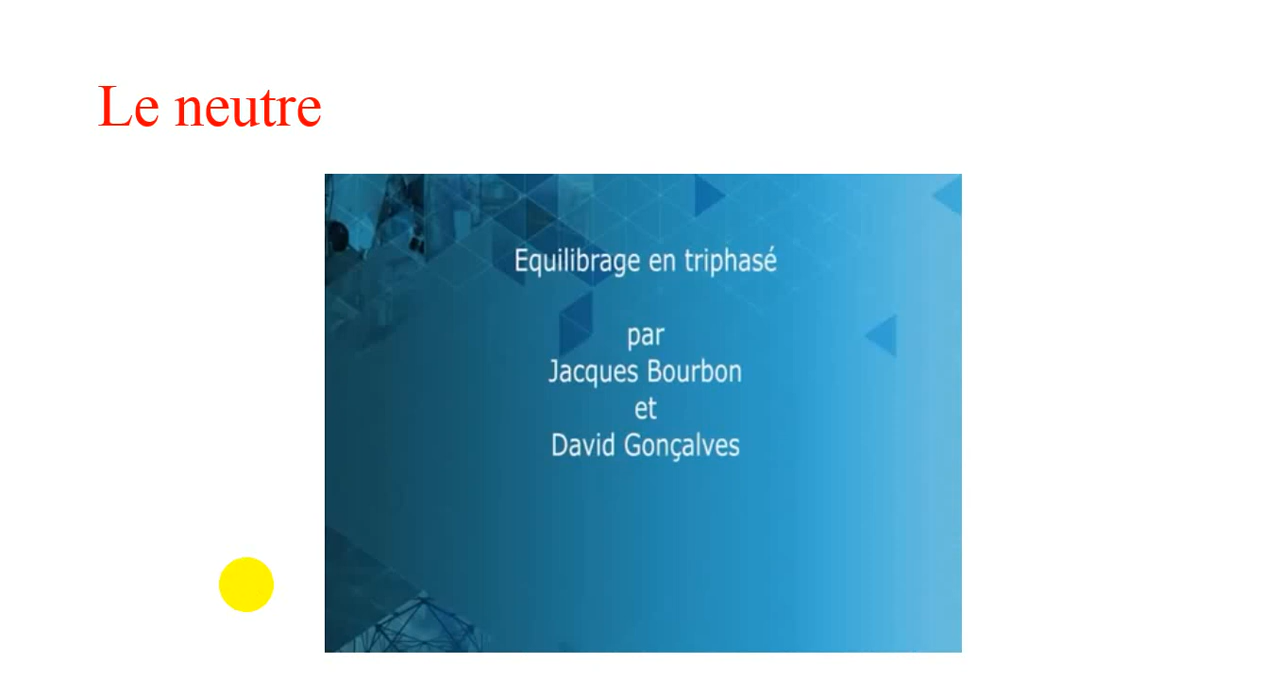 Le neutre
Equilibrage en triphasé
par
Jacques Bourbon
et
David Gonçalves